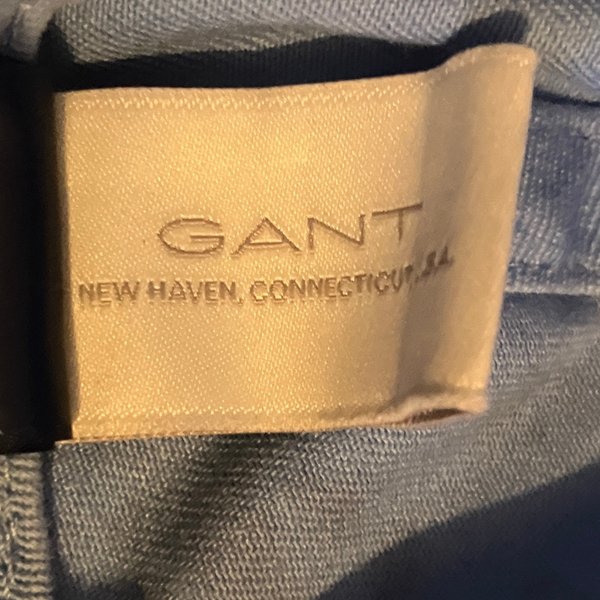 GANT
NEW HAVEN, CONNECTICUT,